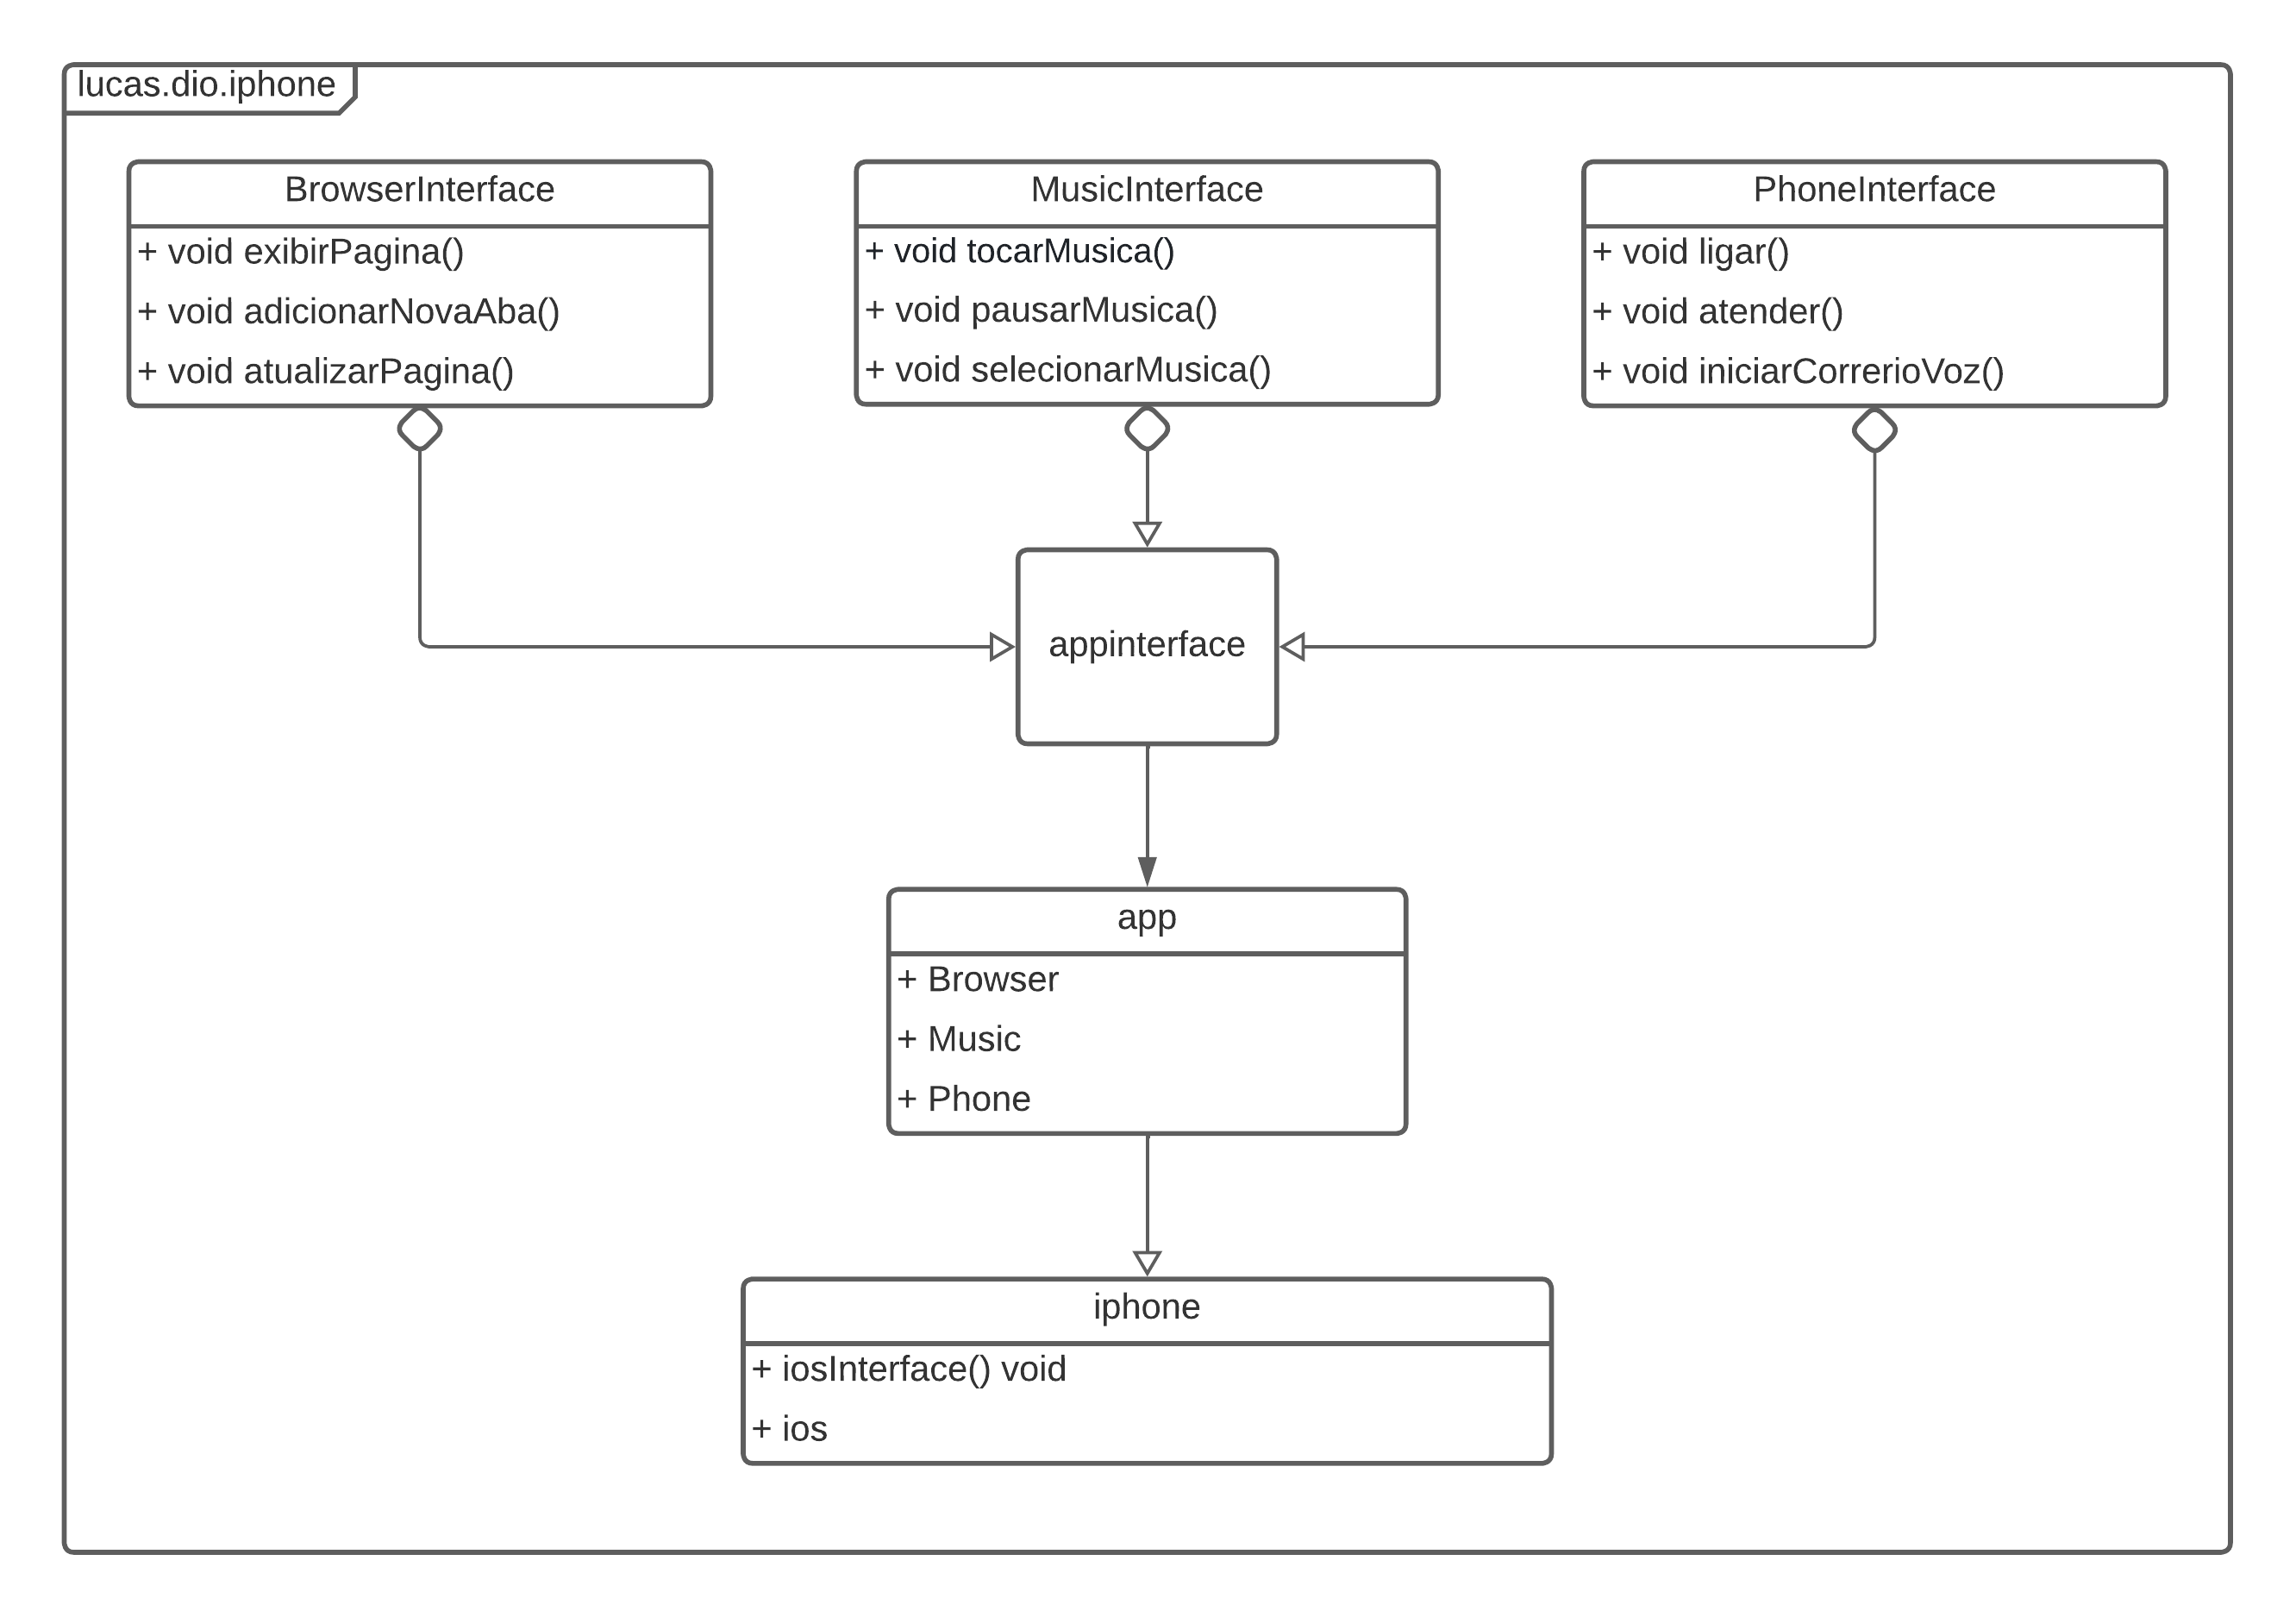 lucas.dio.iphone
BrowserInterface
+ void exibirPagina()
+ void adicionarNovaAba()
+ void atualizarPagina()
MusicInterface
+ void tocarMusica()
+ void pausarMusica()
+ void selecionarMusica()
PhoneInterface
+ void ligar()
+ void atender()
+ void iniciarCorrerioVoz()
appinterface
app
+ Browser
+ Music
+ Phone
iphone
+ iosInterface() void
+ ios